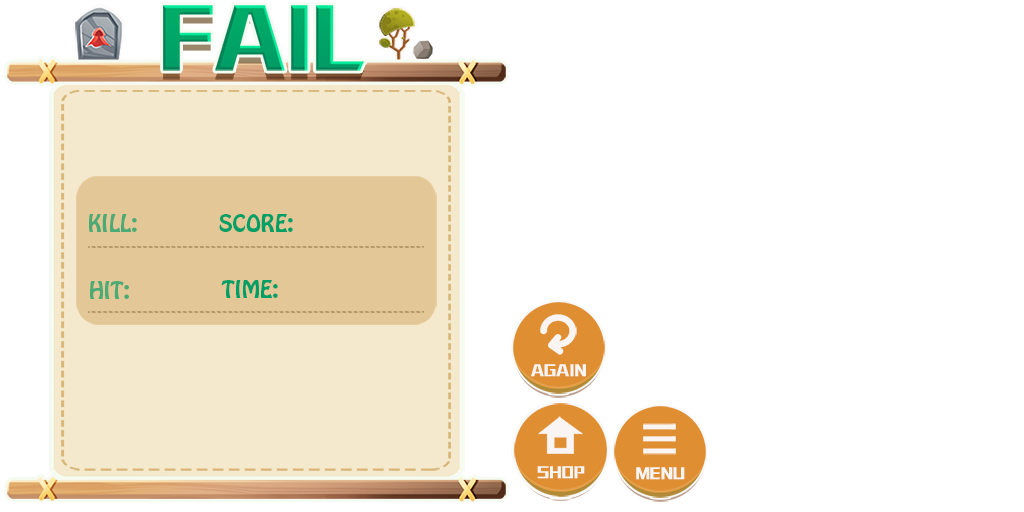 FAIL
KILL: SCORE:
HIT: TIME:
AGAIN
SHOP MENU